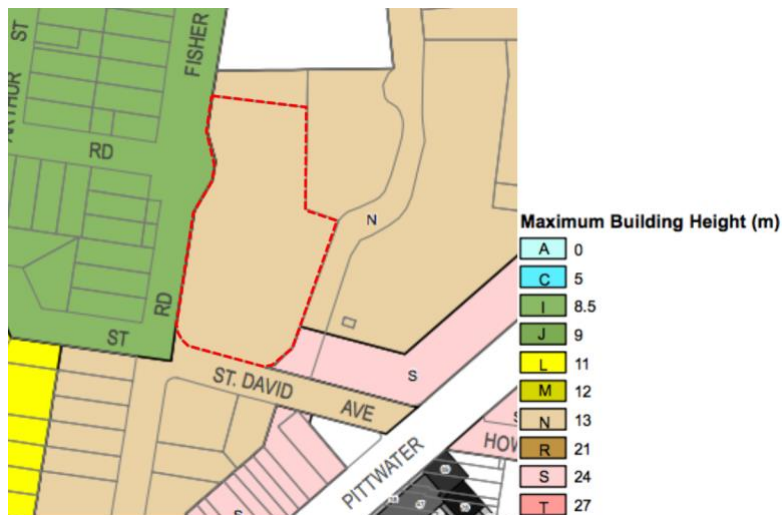 ST
FISHER
ARTHUR
RD
N
RD
ST
S
ST. DAVID
AVE
PITTWATER
HOW
S
S
Maximum Building Height (m)
A 0
C 5
I 8.5
J 9
L 11
M 12
N 13
R 21
S 24
T 27